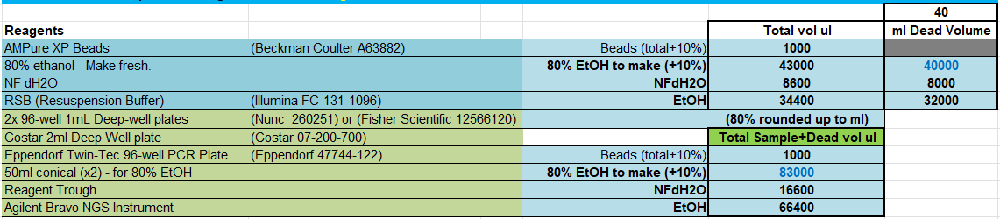 40
Reagents Total vol ul ml Dead Volume
AMPure XP Beads (Beckman Coulter A63882) Beads (total+10%) 1000
80% ethanol - Make fresh. 80% EtOH to make (+10%) 43000 40000
NF dH2O NFdH2O 8600 8000
RSB (Resuspension Buffer) (Illumina FC-131-1096) EtOH 34400 32000
2x 96-well 1mL Deep-well plates (Nunc 260251) or (Fisher Scientific 12566120) (80% rounded up to ml)
Costar 2ml Deep Well plate (Costar 07-200-700) Total Sample+Dead vol ul
Eppendorf Twin-Tec 96-well PCR Plate (Eppendorf 47744-122) Beads (total+10%) 1000
50ml conical (x2) - for 80% EtOH 80% EtOH to make (+10%) 83000
Reagent Trough NFdH2O 16600
Agilent Bravo NGS Instrument EtOH 66400